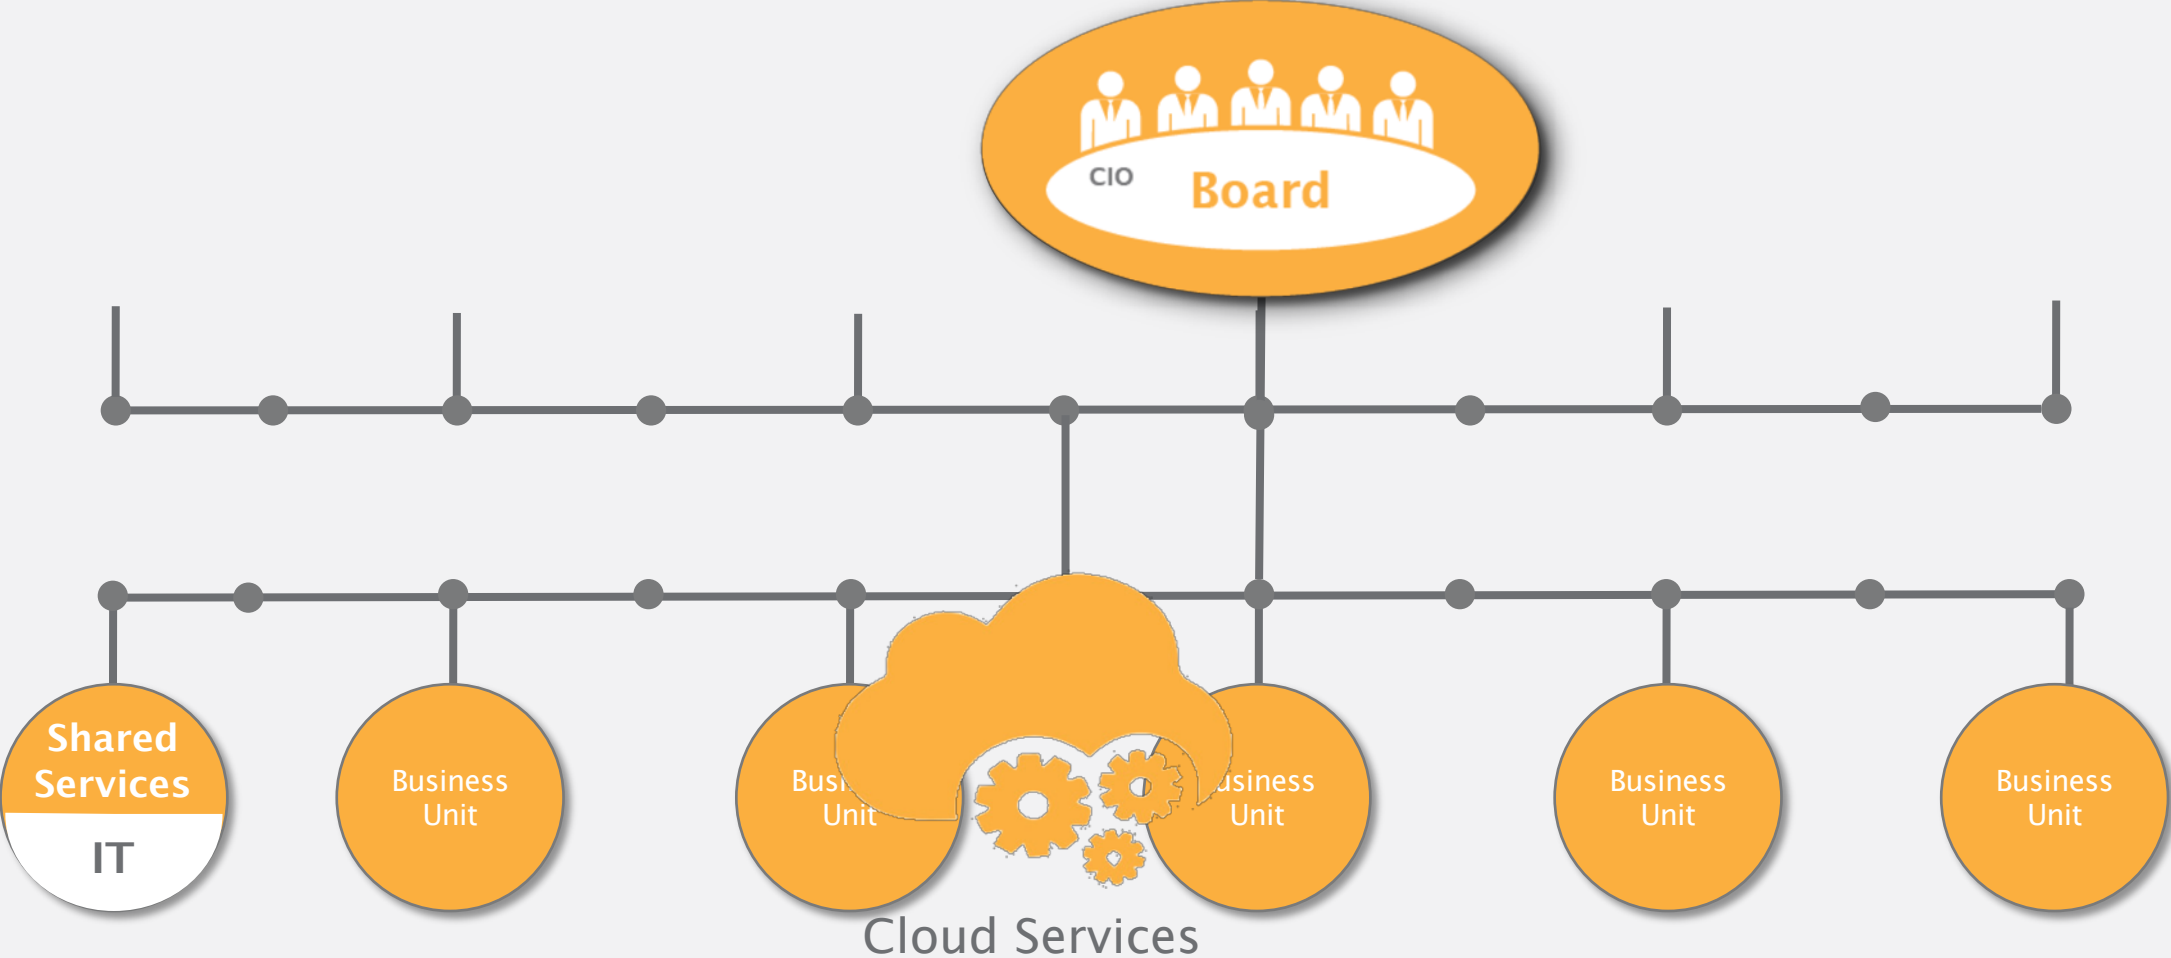 CIO
Board
Shared
Services
IT
Business
Unit
Unit
Unit
Business
Unit
Business
Unit
Cloud Services